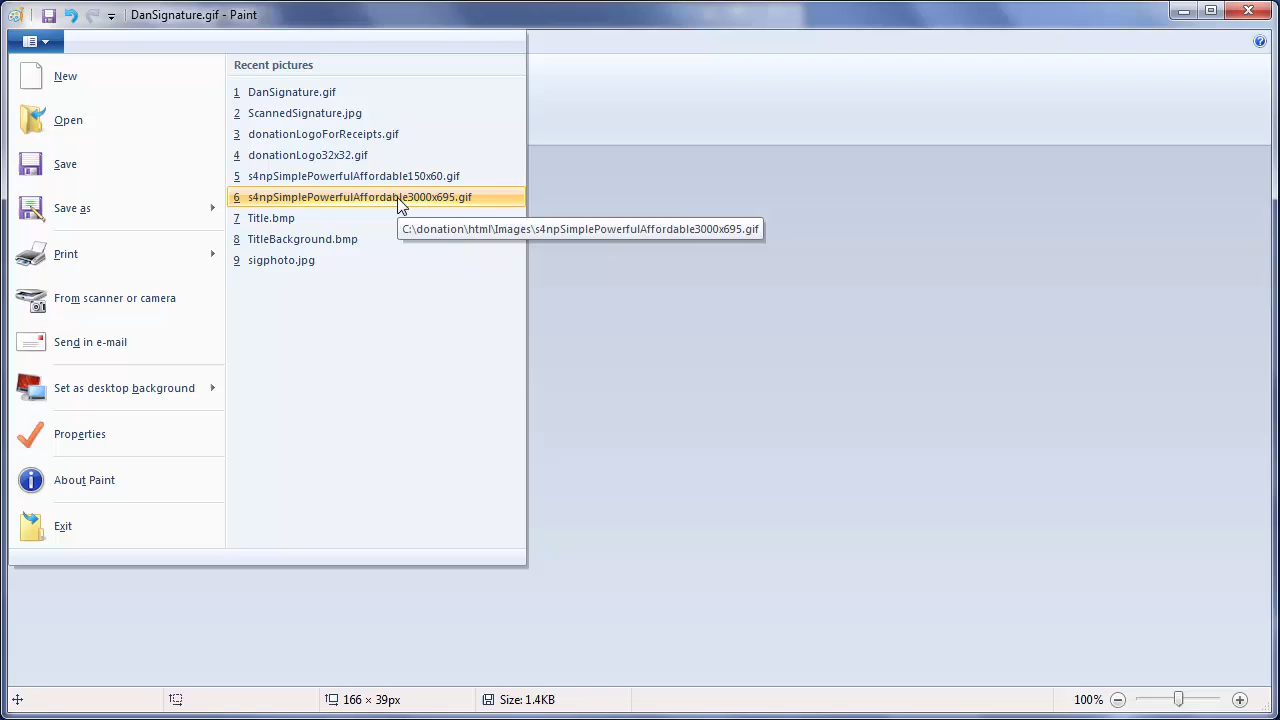 DanSignature.gif - Paint
Recent pictures
New
1 DanSignature.gif
2 ScannedSignature.jpg
Open
3 donationLogoForReceipts.gif
4 donationLogo32x32.gif
Save
5 s4npSimplePowerfulAffordable150x60.gif
6 s4npSimplePowerfulAffordable3000x695.gif
Save as
7 Title.bmp
C:\donation\html\Images\s4npSimplePowerfulAffordable3000x695.gif
8 TitleBackground.bmp
Print
9 sigphoto.jpg
From scanner or camera
Send in e-mail
Set as desktop background
Properties
About Paint
Exit
166 × 39px
Size: 1.4KB
100%